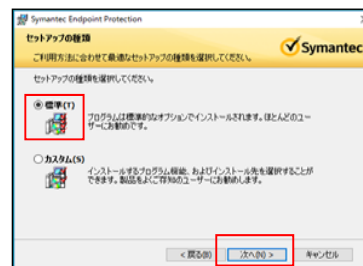 Symantec Endpoint Protection
セットアップの種類
ご利用方法に合わせて最適なセットアップの種類を選択してください。
Symantec
セットアップの種類を選択してください。
標準(T)
プログラムは標準的なオプションでインストールされます。ほとんどのユー
ザーにお勧めです。
カスタム(S)
インストールするプログラム機能、およびインストール先を選択することが
できます。製品をよくご存知のユーザーにお勧めします。
< 戻る(B)
次へ(N) >
キャンセル